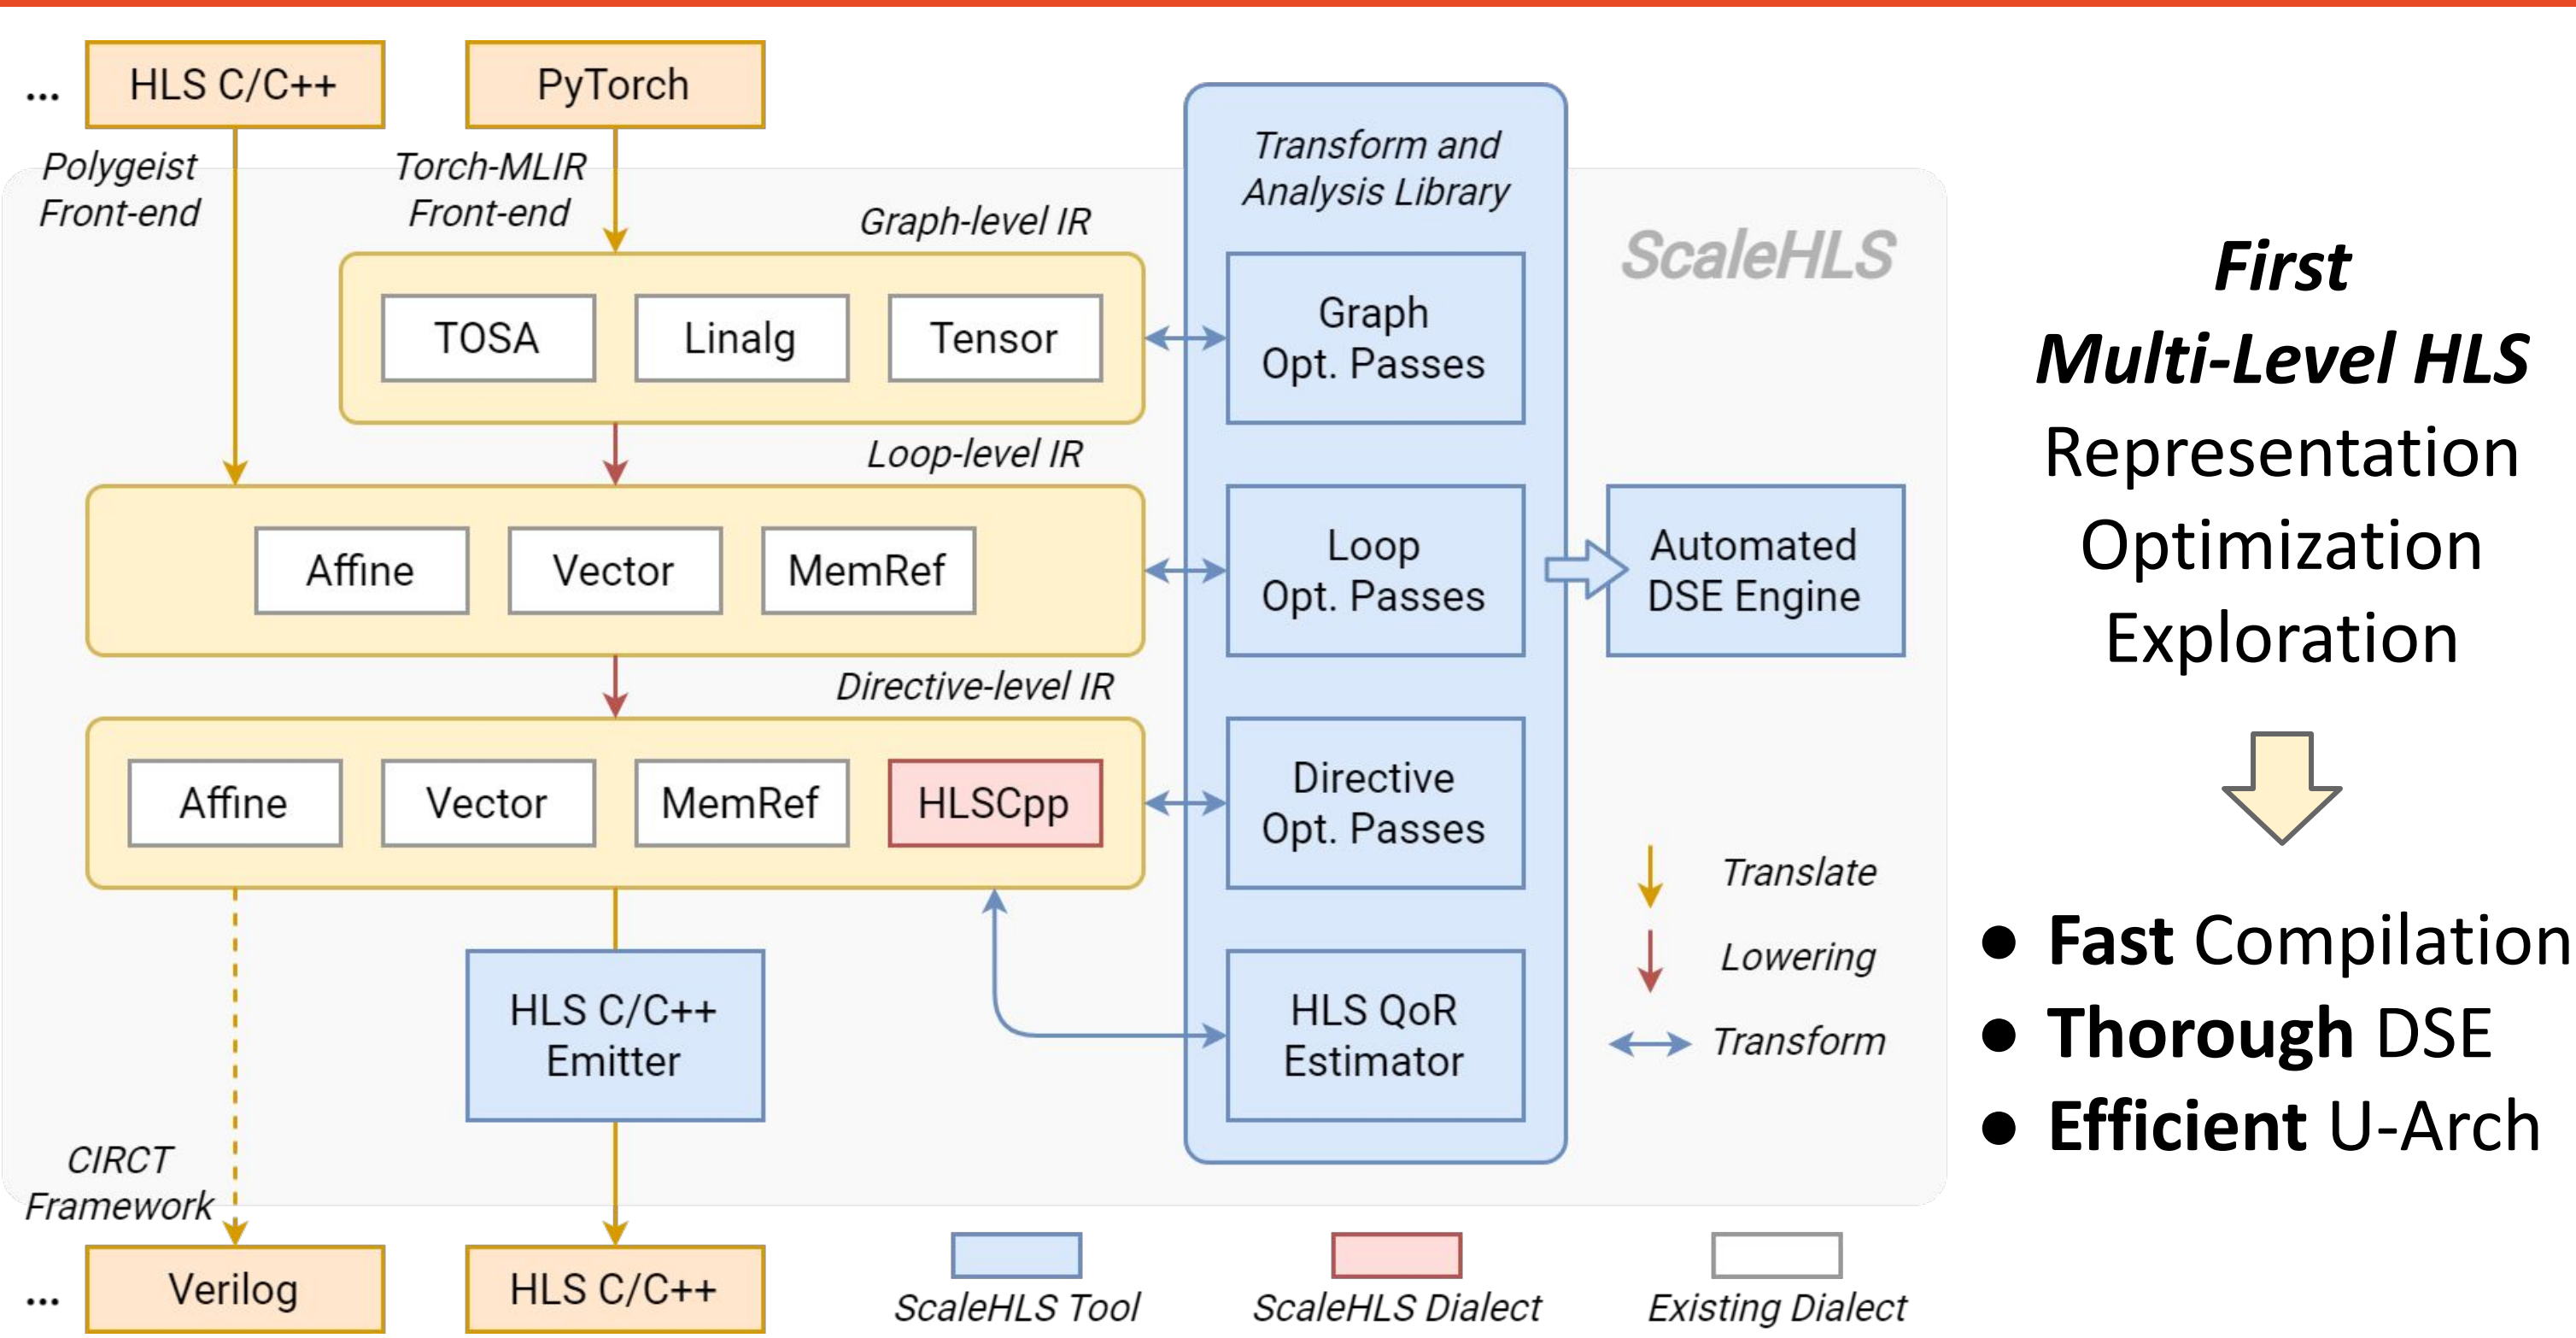 ...
HLS C/C++
PyTorch
Polygeist
Front-end
Torch-MLIR
Front-end
Graph-level IR
TOSA
Linalg
Tensor
Loop-level IR
Affine
Vector
MemRef
Directive-level IR
Affine
Vector
MemRef
HLSCpp
HLS C/C++
Emitter
CIRCT
Framework
...
Verilog
HLS C/C++
Transform and
Analysis Library
Graph
Opt. Passes
Loop
Opt. Passes
Directive
Opt. Passes
HLS QoR
Estimator
ScaleHLS
Automated
DSE Engine
Translate
Lowering
Transform
ScaleHLS Tool
ScaleHLS Dialect
Existing Dialect
First
Multi-Level HLS
Representation
Optimization
Exploration
● Fast Compilation
● Thorough DSE
● Efficient U-Arch